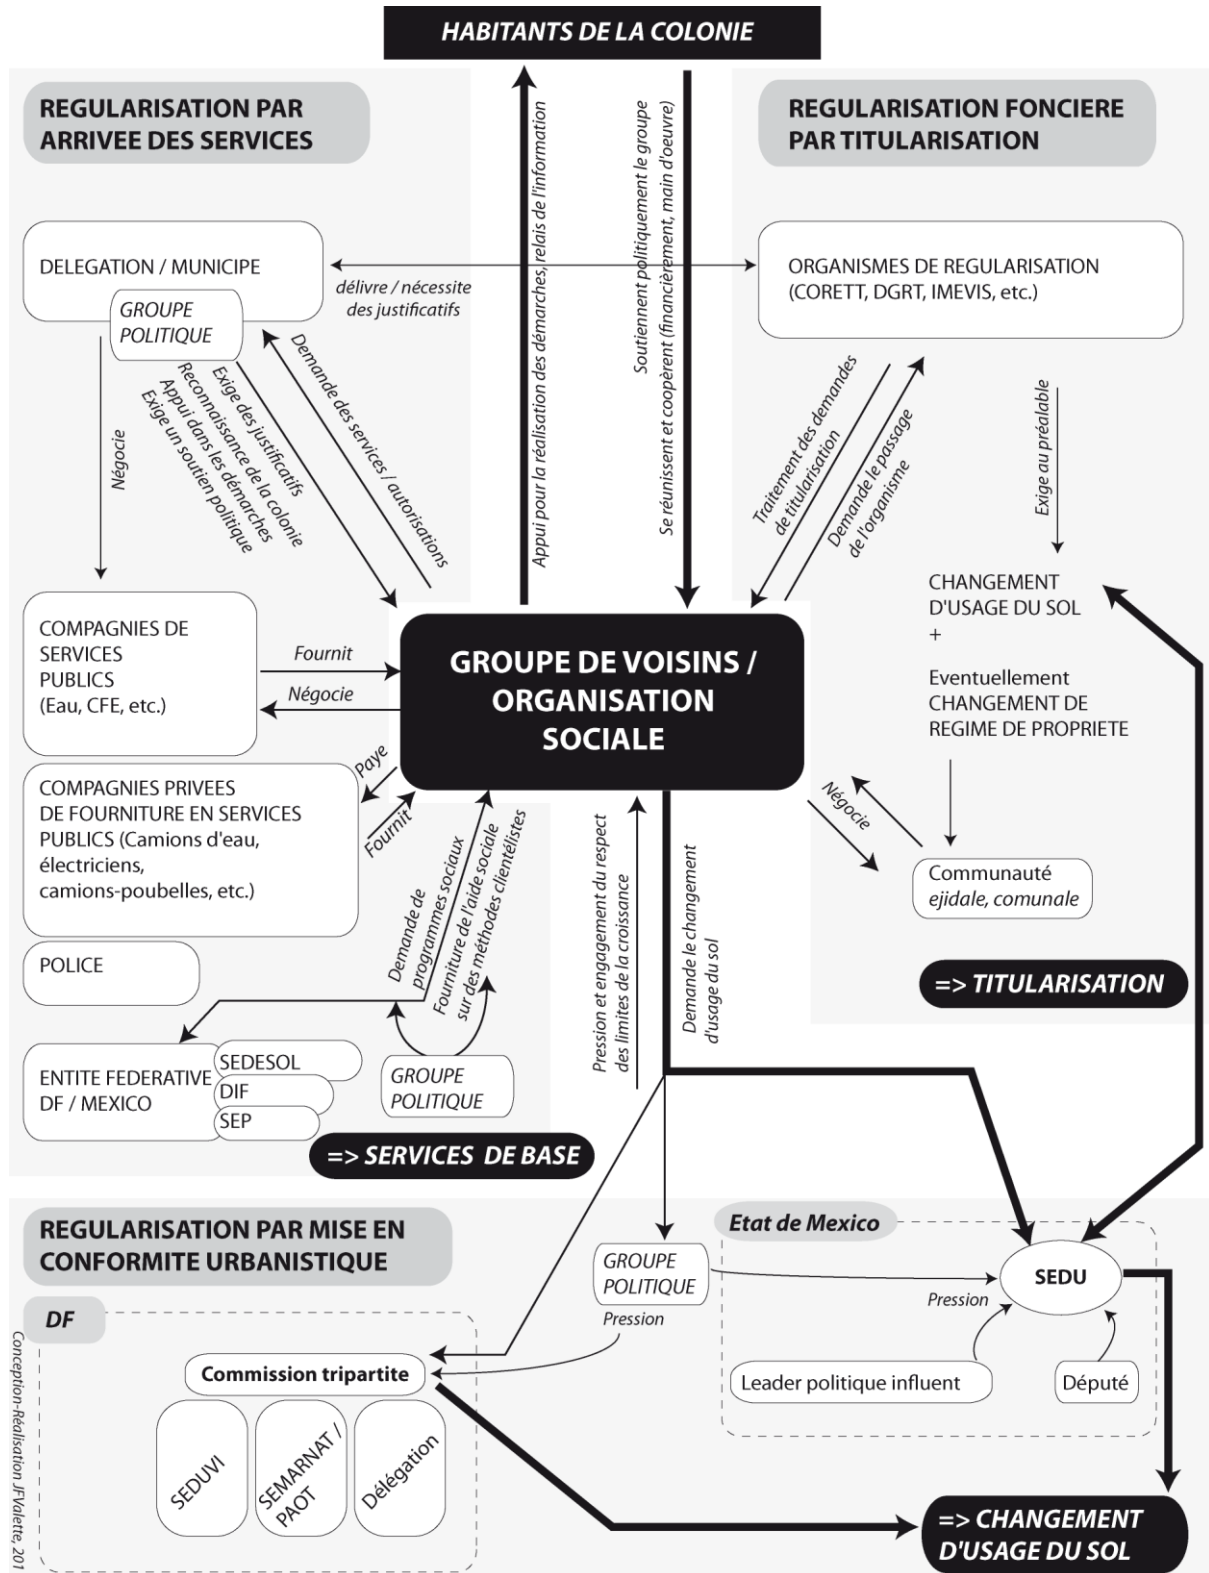 HABITANTS DE LA COLONIE
REGULARISATION PAR
ARRIVEE DES SERVICES
REGULARISATION FONCIERE
PAR TITULARISATION
Appui pour la réalisation des démarches, relais de l'information
Soutiennent politiquement le groupe
Se réunissent et coopèrent (financièrement, main d'oeuvre)
DELEGATION / MUNICIPE
GROUPE
POLITIQUE
délivre / nécessite
des justificatifs
ORGANISMES DE REGULARISATION
(CORETT, DGRT, IMEVIS, etc.)
Négocie
Demande des services / autorisations
Exige des justificatifs
Reconnaissance de la colonie
Appui dans les démarches
Exige un soutien politique
Traitement des demandes
de titularisation
Demande le passage
de l'organisme
Exige au préalable
CHANGEMENT
D'USAGE DU SOL
+
Eventuellement
CHANGEMENT DE
REGIME DE PROPRIETE
COMPAGNIES DE
SERVICES
PUBLICS
(Eau, CFE, etc.)
Fournit
Négocie
GROUPE DE VOISINS /
ORGANISATION
SOCIALE
COMPAGNIES PRIVEES
DE FOURNITURE EN SERVICES
PUBLICS (Camions d'eau,
électriciens,
camions-poubelles, etc.)
Paye
Fournit
Négocie
Communauté
ejidale, comunale
POLICE
Demande de
programmes sociaux
Fourniture de l'aide sociale
sur des méthodes clientélistes
Pression et engagement du respect
des limites de la croissance
Demande le changement
d'usage du sol
=> TITULARISATION
ENTITE FEDERATIVE
DF / MEXICO
SEDESOL
DIF
SEP
GROUPE
POLITIQUE
=> SERVICES DE BASE
REGULARISATION PAR MISE EN
CONFORMITE URBANISTIQUE
Etat de Mexico
GROUPE
POLITIQUE
SEDU
Pression
Pression
DF
Commission tripartite
Leader politique influent
Député
SEDUVI
SEMARNAT /
PAOT
Délégation
=> CHANGEMENT
D'USAGE DU SOL
Conception-Réalisation JFValette, 201